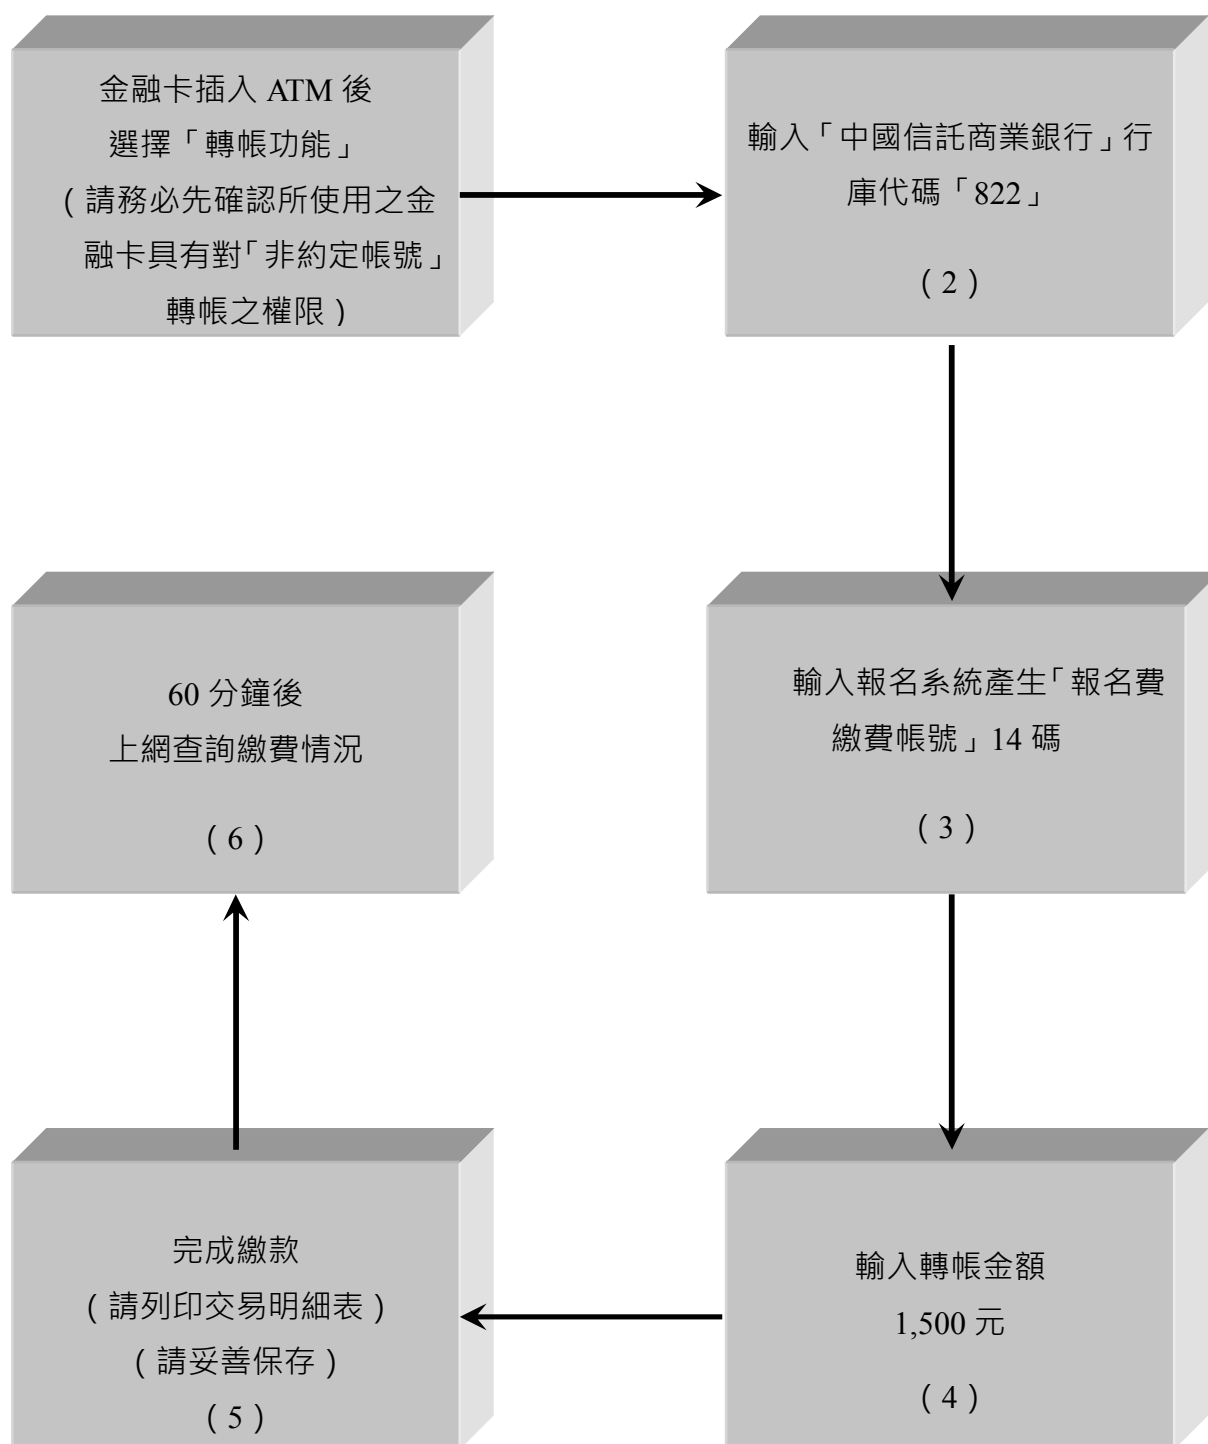 金融卡插入 ATM 後
選擇「轉帳功能」
(請務必先確認所使用之金
融卡具有對「非約定帳號」
轉帳之權限)
輸入「中國信託商業銀行」行
庫代碼「822」
(2)
輸入報名系統產生「報名費
繳費帳號」14 碼
(3)
輸入轉帳金額
1,500 元
(4)
完成繳款
(請列印交易明細表)
(請妥善保存)
(5)
60 分鐘後
上網查詢繳費情況
(6)